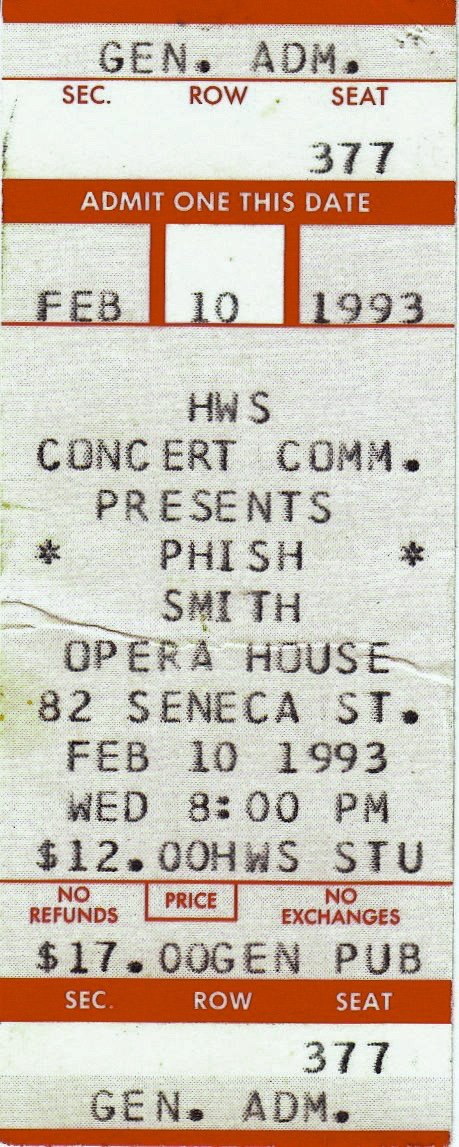 GEN. ADM.
SEC. ROW SEAT
377
ADMIT ONE THIS DATE
FEB 10 1993
HWS
CONCERT COMM.
PRESENTS
* PHISH *
SMITH
OPERA HOUSE
82 SENECA ST.
FEB 10 1993
WED 8:00 PM
$12.00HWS STU
NO REFUNDS PRICE NO EXCHANGES
$17.00GEN PUB
SEC. ROW SEAT
377
GEN. ADM.